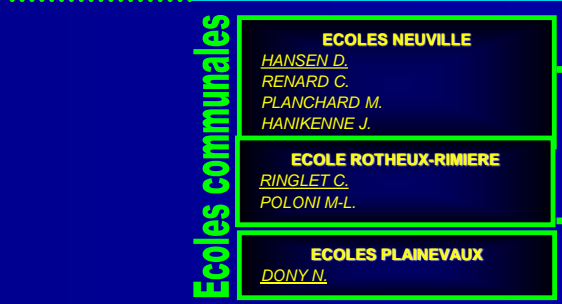 Ecoles communales
ECOLES NEUVILLE
HANSEN D.
RENARD C.
PLANCHARD M.
HANIKENNE J.
ECOLE ROTHEUX-RIMIERE
RINGLET C.
POLONI M-L.
ECOLES PLAINEVAUX
DONY N.